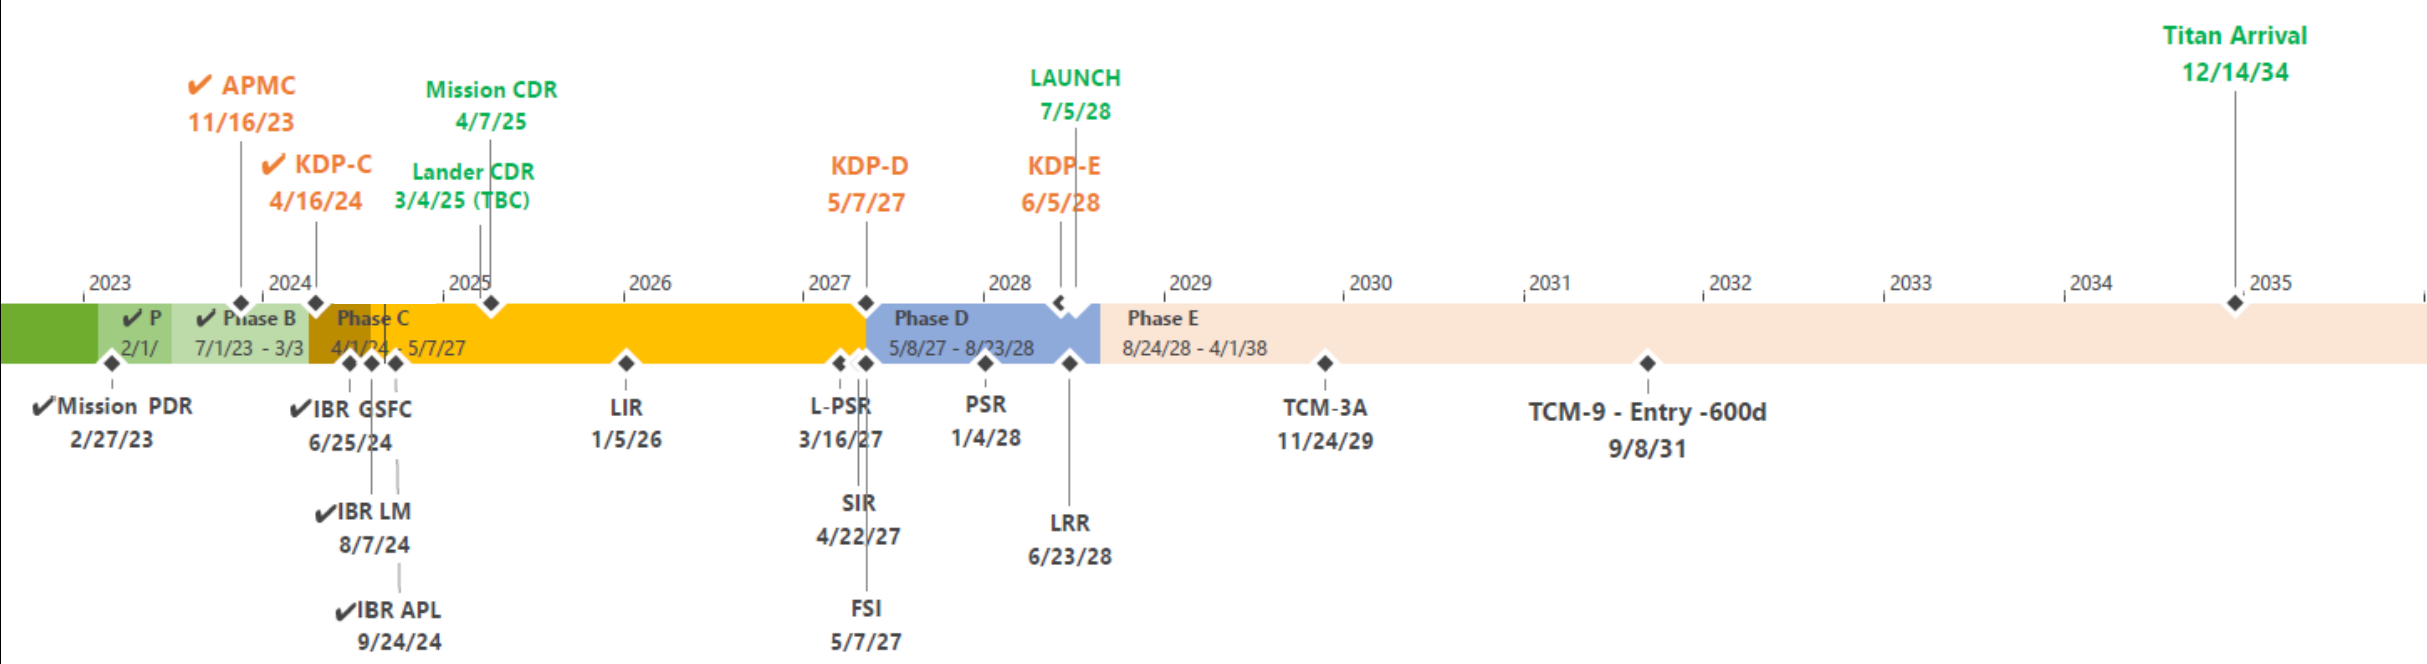 Titan Arrival
12/14/34
✔ APMC
11/16/23
Mission CDR
4/7/25
LAUNCH
7/5/28
✔ KDP-C
4/16/24
Lander CDR
3/4/25 (TBC)
KDP-D
5/7/27
KDP-E
6/5/28
2023 2024 2025 2026 2027 2028 2029 2030 2031 2032 2033 2034 2035
✔ P
2/1/
✔ Phase B
7/1/23 - 3/3
Phase C
4/1/24 - 5/7/27
Phase D
5/8/27 - 8/23/28
Phase E
8/24/28 - 4/1/38
✔Mission PDR
2/27/23
✔IBR GSFC
6/25/24
LIR
1/5/26
L-PSR
3/16/27
PSR
1/4/28
TCM-3A
11/24/29
TCM-9 - Entry -600d
9/8/31
✔IBR LM
8/7/24
SIR
4/22/27
LRR
6/23/28
✔IBR APL
9/24/24
FSI
5/7/27